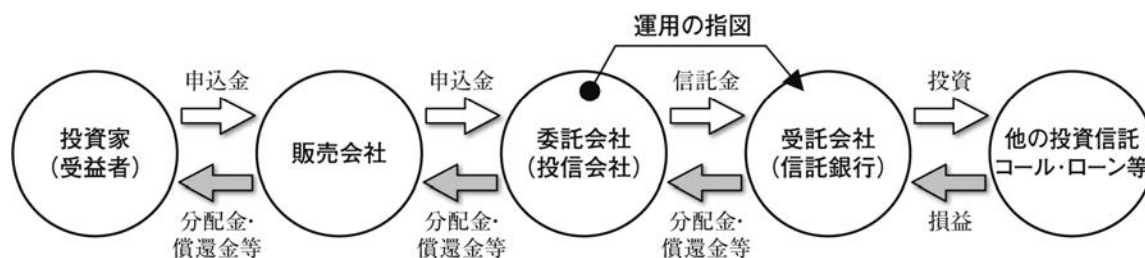 運用の指図
申込金
申込金
信託金
投資
投資家
（受益者）
販売会社
委託会社
（投信会社）
受託会社
（信託銀行）
他の投資信託
コール・ローン等
分配金・
償還金等
分配金・
償還金等
分配金・
償還金等
損益